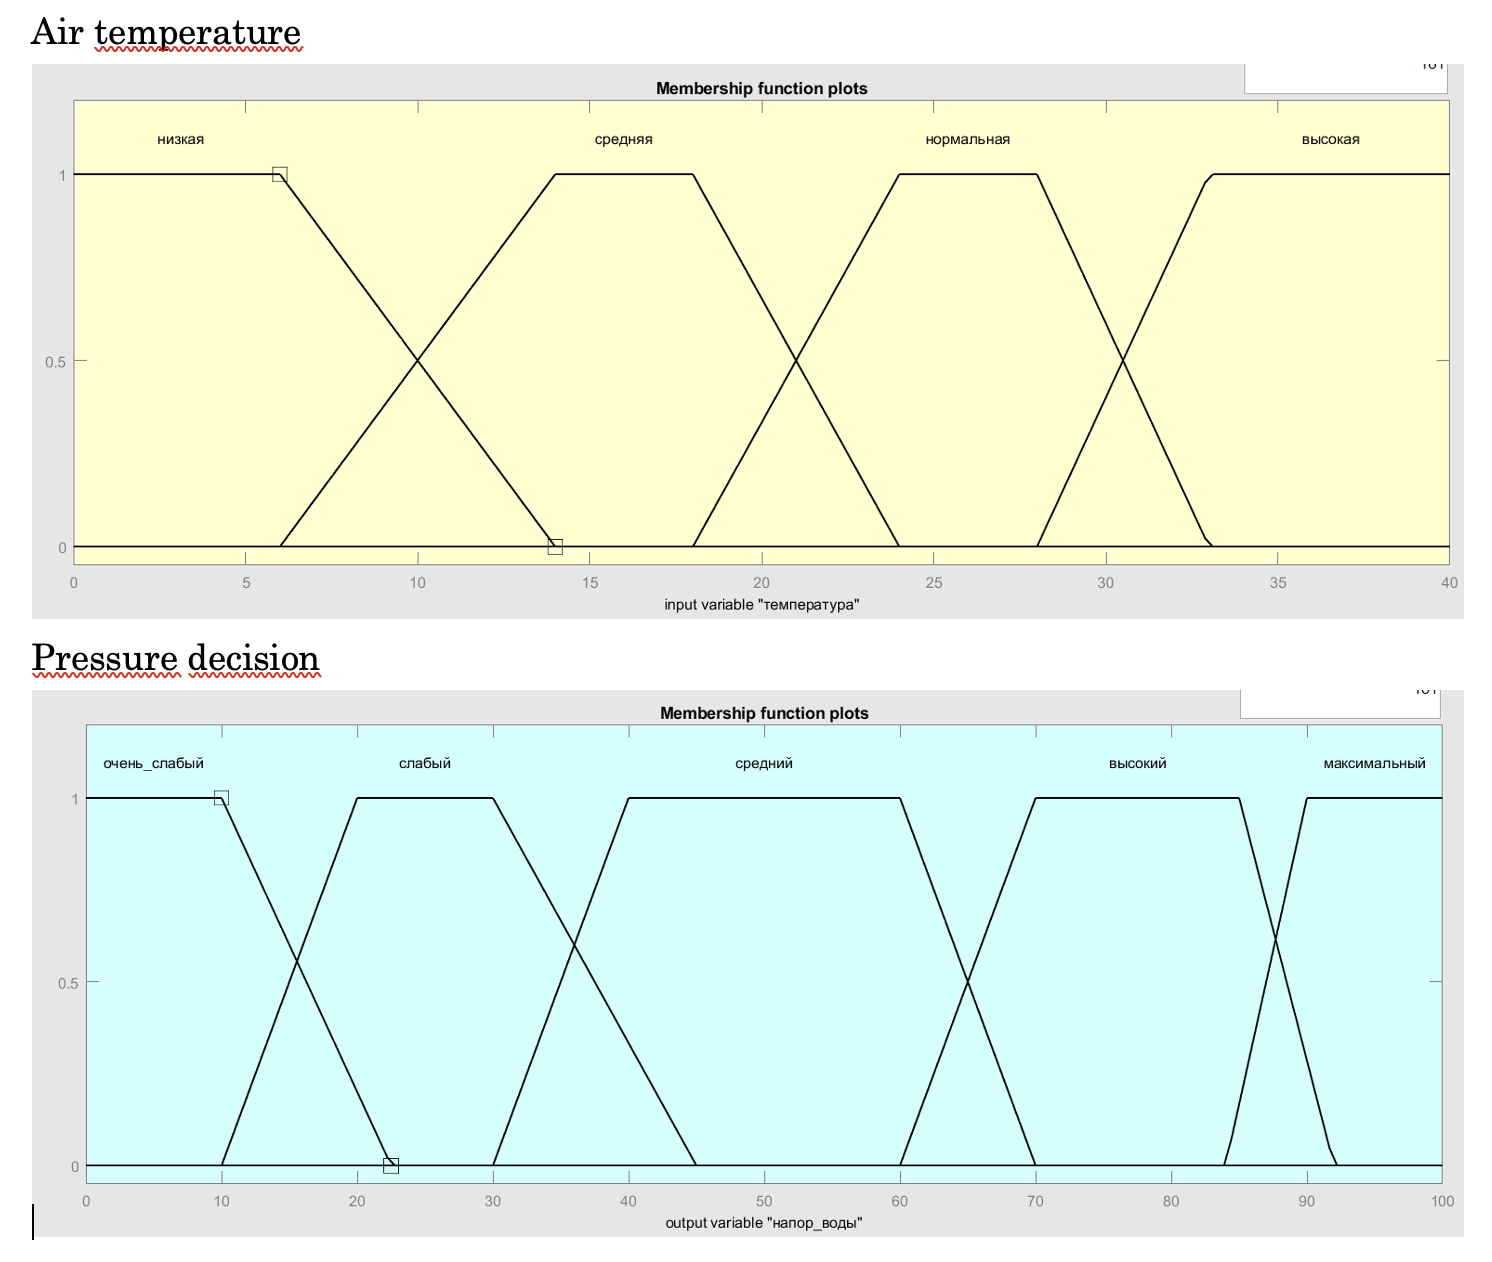 Air temperature
Membership function plots
низкая средняя нормальная высокая
1
0.5
0
0 5 10 15 20 25 30 35 40
input variable "температура"
Pressure decision
Membership function plots
очень_слабый слабый средний высокий максимальный
1
0.5
0
0 10 20 30 40 50 60 70 80 90 100
output variable "напор_воды"